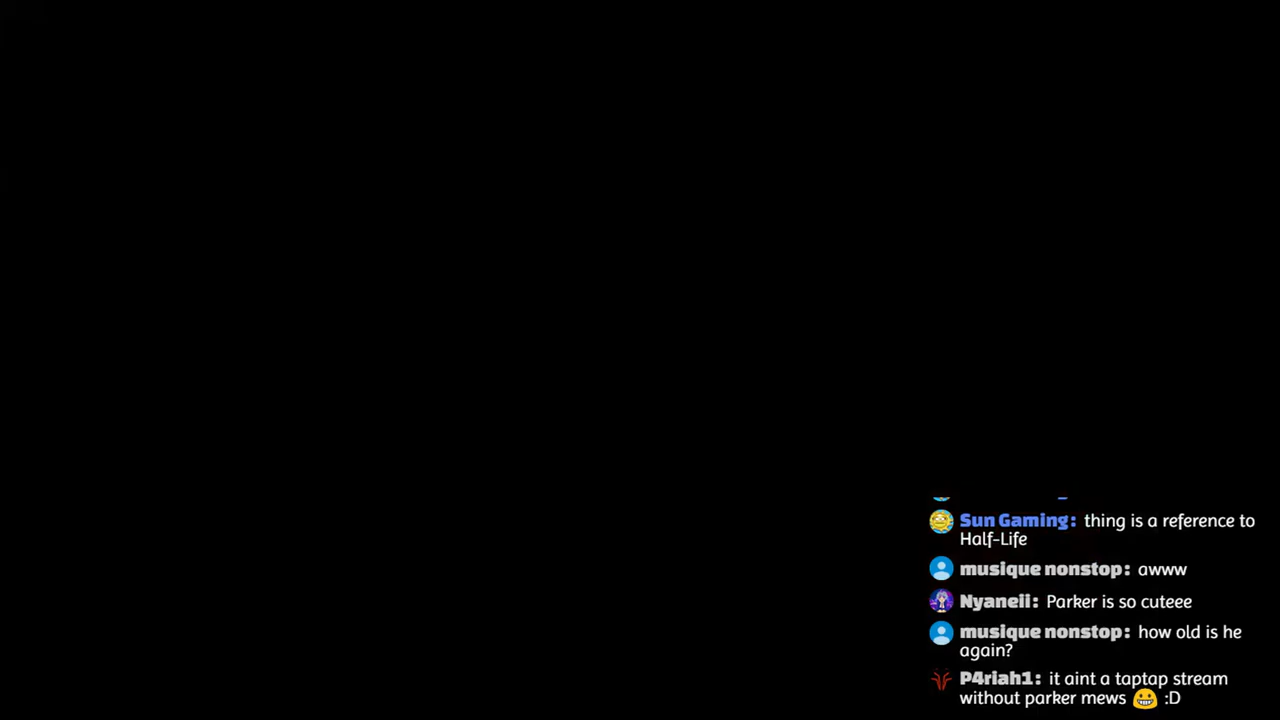 Sun Gaming: thing is a reference to
Half-Life
musique nonstop: awww
Nyaneii: Parker is so cuteee
musique nonstop: how old is he
again?
P4riah1: it aint a taptap stream
without parker mews 😀 :D